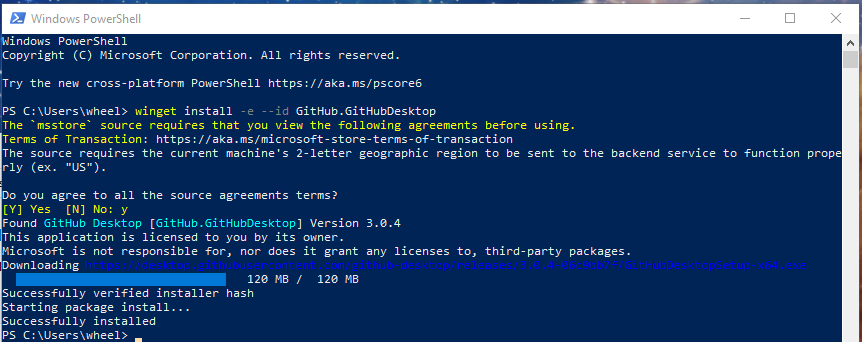 Windows PowerShell
Windows PowerShell
Copyright (C) Microsoft Corporation. All rights reserved.
Try the new cross-platform PowerShell https://aka.ms/pscore6
PS C:\Users\wheel> winget install -e --id GitHub.GitHubDesktop
The `msstore` source requires that you view the following agreements before using.
Terms of Transaction: https://aka.ms/microsoft-store-terms-of-transaction
The source requires the current machine's 2-letter geographic region to be sent to the backend service to function prope
rly (ex. "US").
Do you agree to all the source agreements terms?
[Y] Yes  [N] No: y
Found GitHub Desktop [GitHub.GitHubDesktop] Version 3.0.4
This application is licensed to you by its owner.
Microsoft is not responsible for, nor does it grant any licenses to, third-party packages.
Downloading
120 MB /  120 MB
Successfully verified installer hash
Starting package install...
Successfully installed
PS C:\Users\wheel>